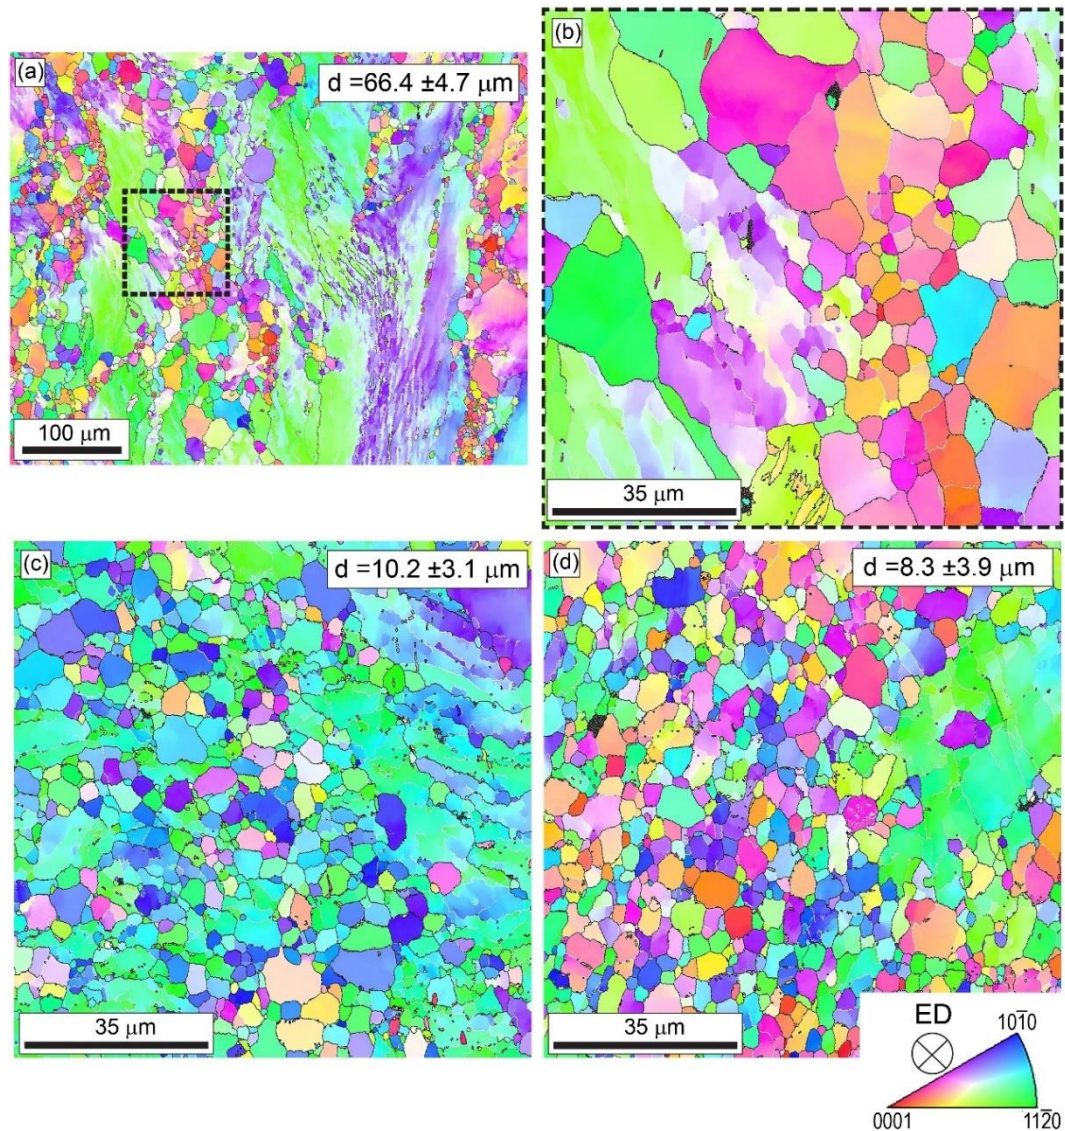 (a)
d =66.4 ±4.7 μm
100 μm
(b)
35 μm
(c)
d =10.2 ±3.1 μm
35 μm
(d)
d =8.3 ±3.9 μm
35 μm
ED
101̄0
0001
112̄0